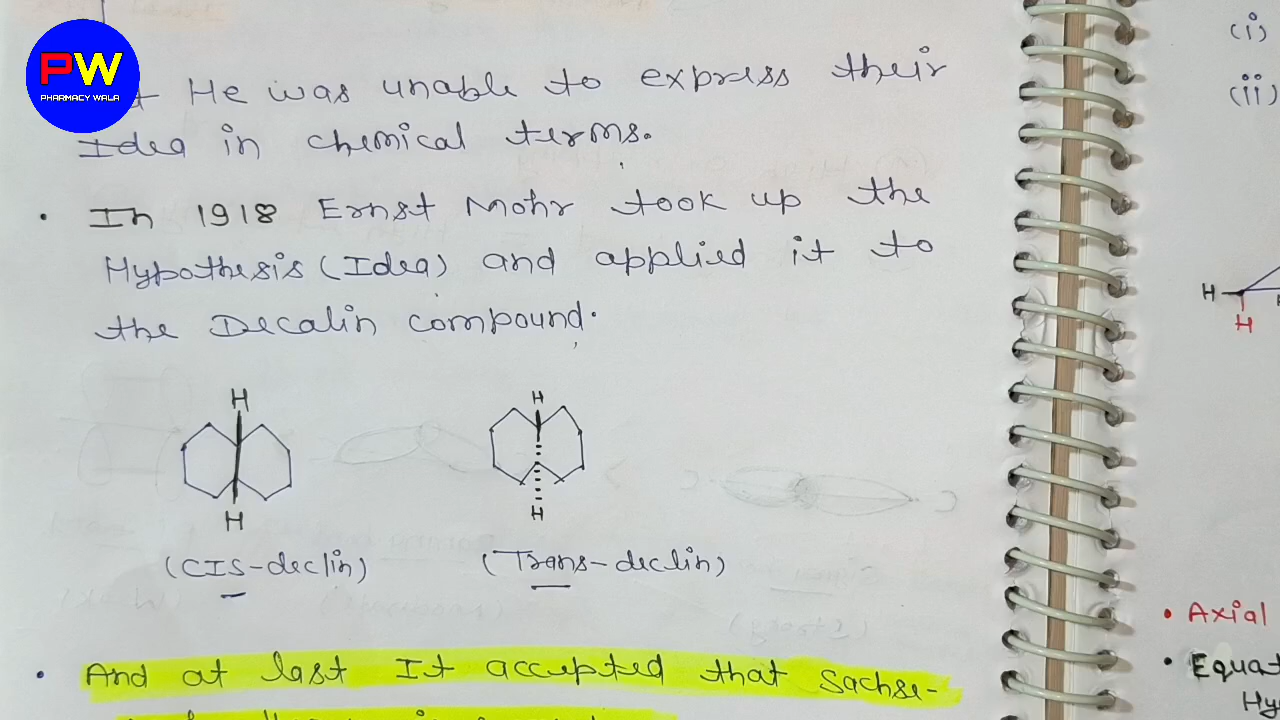 PW
PHARMACY WALA
He was unable to express their
Idea in chemical terms.
• In 1918 Ernst Mohr took up the
Hypothesis (Idea) and applied it to
the Decalin compound.
H
H
H
H
(CIS-declin)
(Trans-declin)
• And at last It accepted that Sachse-
(i)
(ii)
H
H
• Axial
• Equat
Hy